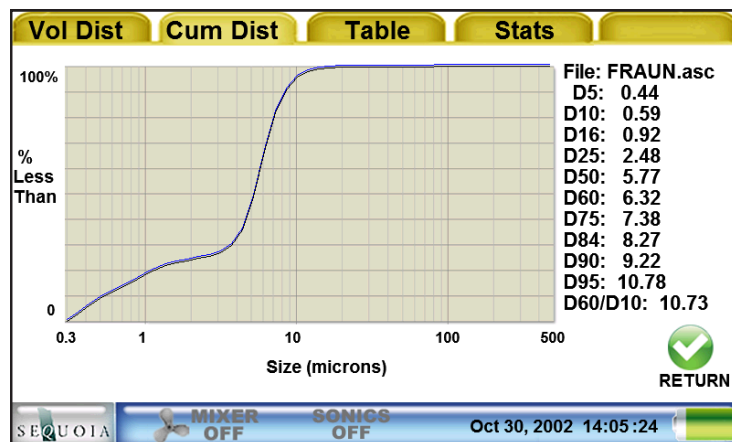 Vol Dist Cum Dist Table Stats
100%
%
Less
Than
0
0.3 1 10 100 500
Size (microns)
File: FRAUN.asc
D5: 0.44
D10: 0.59
D16: 0.92
D25: 2.48
D50: 5.77
D60: 6.32
D75: 7.38
D84: 8.27
D90: 9.22
D95: 10.78
D60/D10: 10.73
RETURN
SEQUOIA
MIXER
OFF
SONICS
OFF
Oct 30, 2002 14:05:24